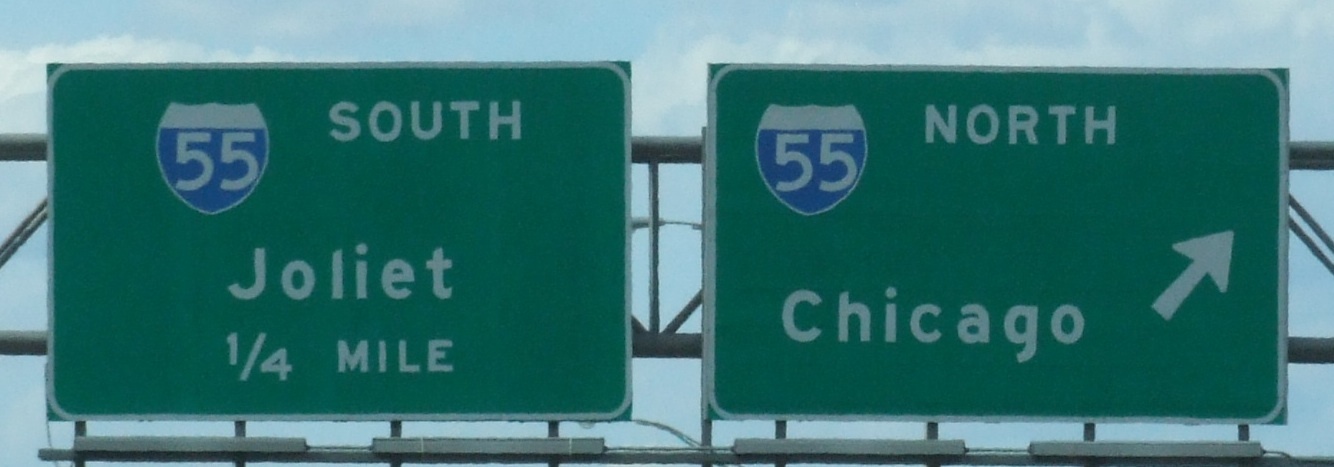 55 SOUTH
Joliet
1/4 MILE
55 NORTH
Chicago